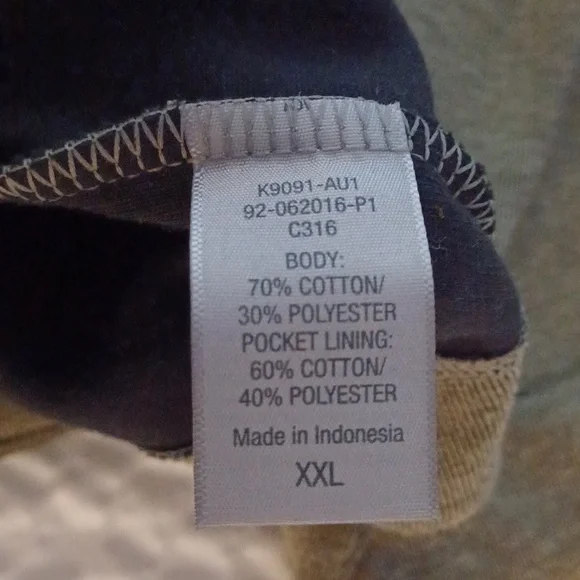 K9091-AU1
92-062016-P1
C316
BODY:
70% COTTON/
30% POLYESTER
POCKET LINING:
60% COTTON/
40% POLYESTER
Made in Indonesia
XXL